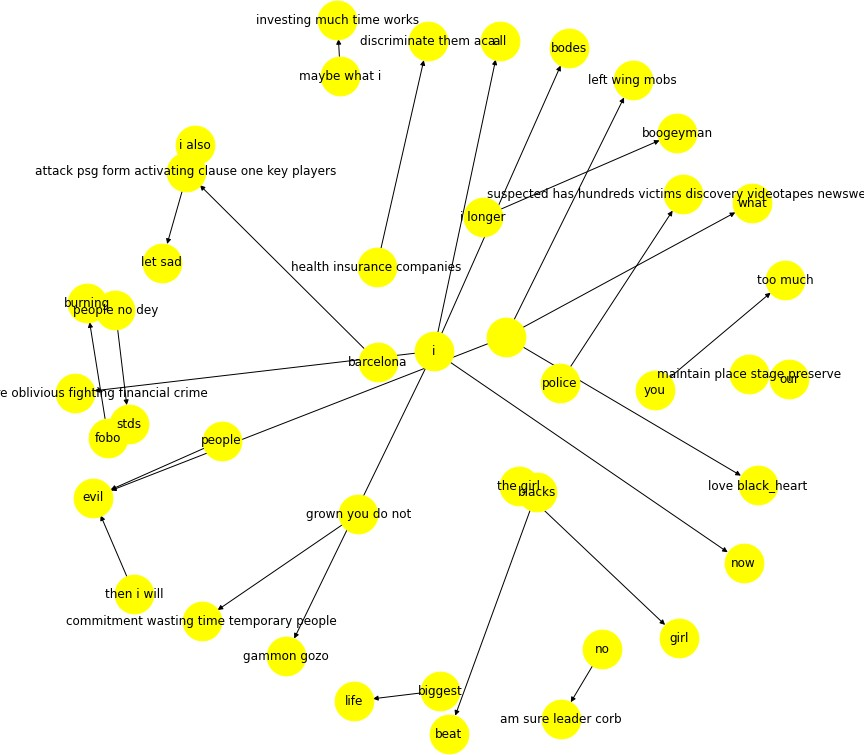 investing much time works
discriminate them aca
all
bodes
maybe what i
left wing mobs
boogeyman
i also
attack psg form activating clause one key players
suspected has hundreds victims discovery videotapes newswe
what
i longer
let sad
health insurance companies
too much
burning
people no dey
i
barcelona
police
you
maintain place stage preserve
our
e oblivious fighting financial crime
stds
fobo
people
evil
the girl
blacks
love black_heart
grown you do not
now
then i will
commitment wasting time temporary people
girl
no
gammon gozo
biggest
life
am sure leader corb
beat